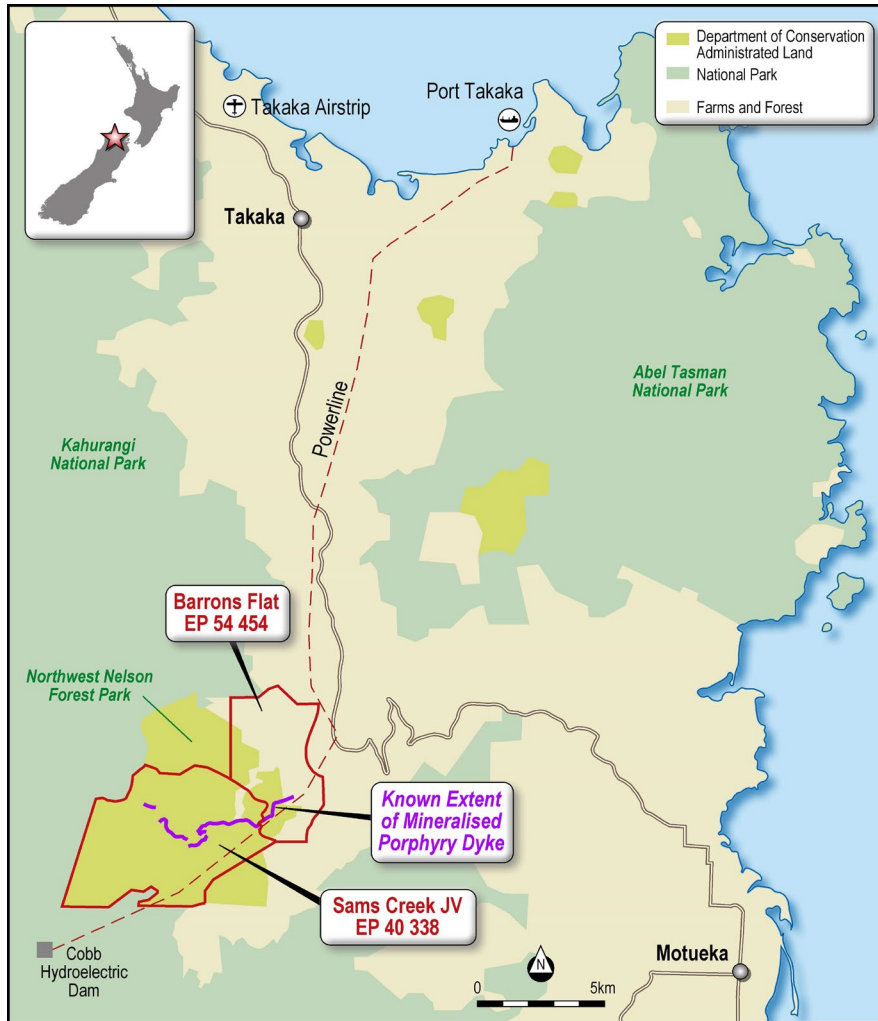 Department of Conservation
Administrated Land
National Park
Farms and Forest
Takaka Airstrip
Port Takaka
Takaka
Powerline
Abel Tasman
National Park
Kahurangi
National Park
Barrons Flat
EP 54 454
Northwest Nelson
Forest Park
Known Extent
of Mineralised
Porphyry Dyke
Sams Creek JV
EP 40 338
Cobb
Hydroelectric
Dam
N
0 5km
Motueka